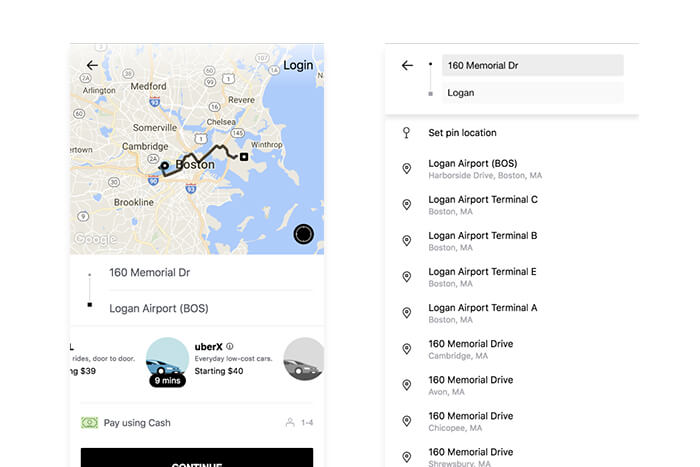 Login
Arlington
Medford
Revere
Somerville
Chelsea
Cambridge
Winthrop
Boston
Brookline
Google
160 Memorial Dr
Logan Airport (BOS)
L
rides, door to door.
ng $39
uberX
Everyday low-cost cars.
Starting $40
9 mins
Pay using Cash
1-4
CONTINUE
160 Memorial Dr
Logan
Set pin location
Logan Airport (BOS)
Harborside Drive, Boston, MA
Logan Airport Terminal C
Boston, MA
Logan Airport Terminal B
Boston, MA
Logan Airport Terminal E
Boston, MA
Logan Airport Terminal A
Boston, MA
160 Memorial Drive
Cambridge, MA
160 Memorial Drive
Avon, MA
160 Memorial Drive
Chicopee, MA
160 Memorial Drive
Shrewsbury, MA